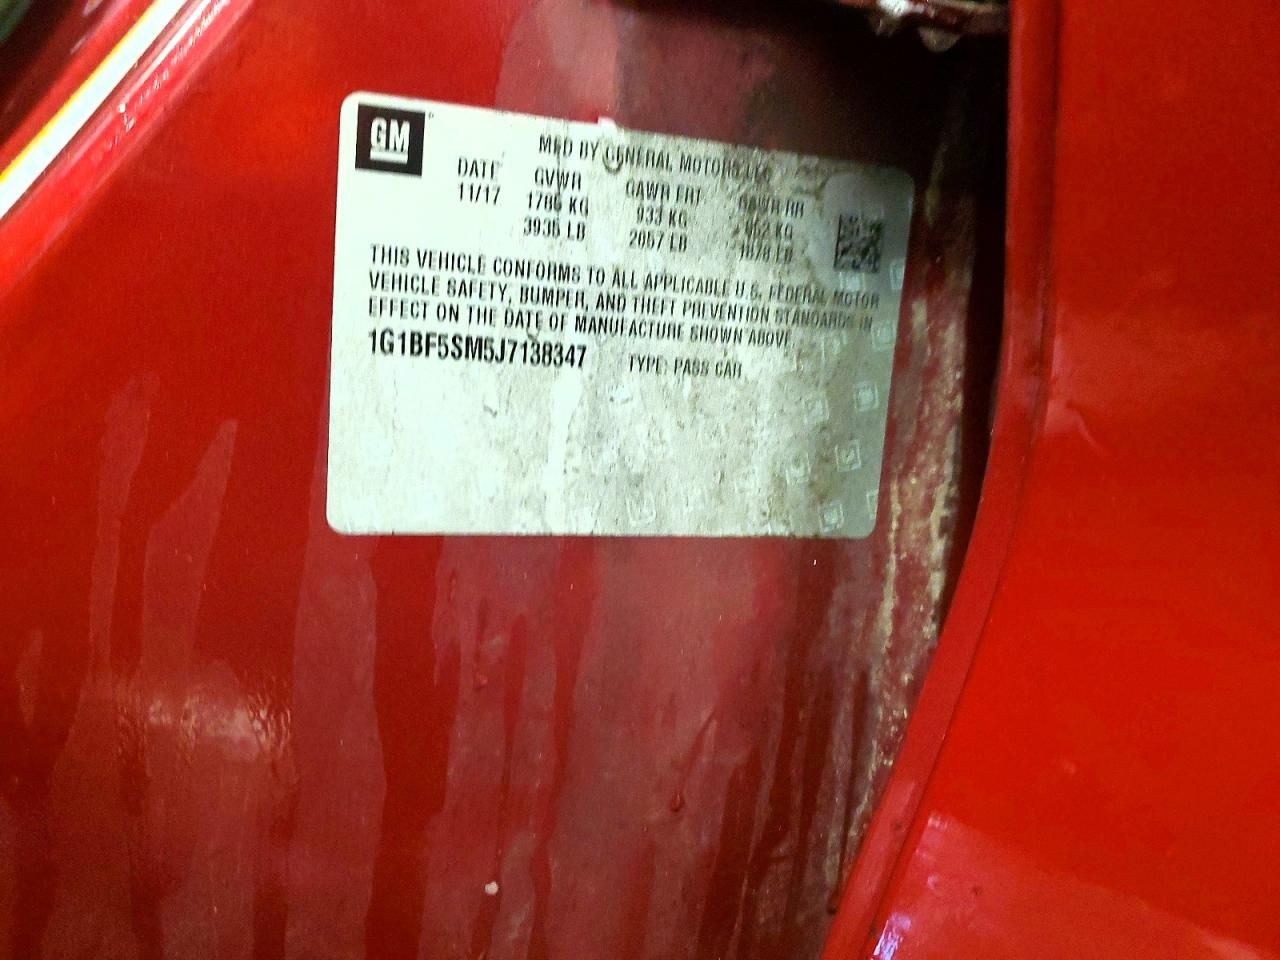 GM
MFD BY GENERAL MOTORS LLC
DATE GVWR GAWR FRT GAWR RR
11/17 1785 KG 933 KG 852 KG
3935 LB 2057 LB 1878 LB
THIS VEHICLE CONFORMS TO ALL APPLICABLE U.S. FEDERAL MOTOR
VEHICLE SAFETY, BUMPER, AND THEFT PREVENTION STANDARDS IN
EFFECT ON THE DATE OF MANUFACTURE SHOWN ABOVE.
1G1BF5SM5J7138347 TYPE: PASS CAR